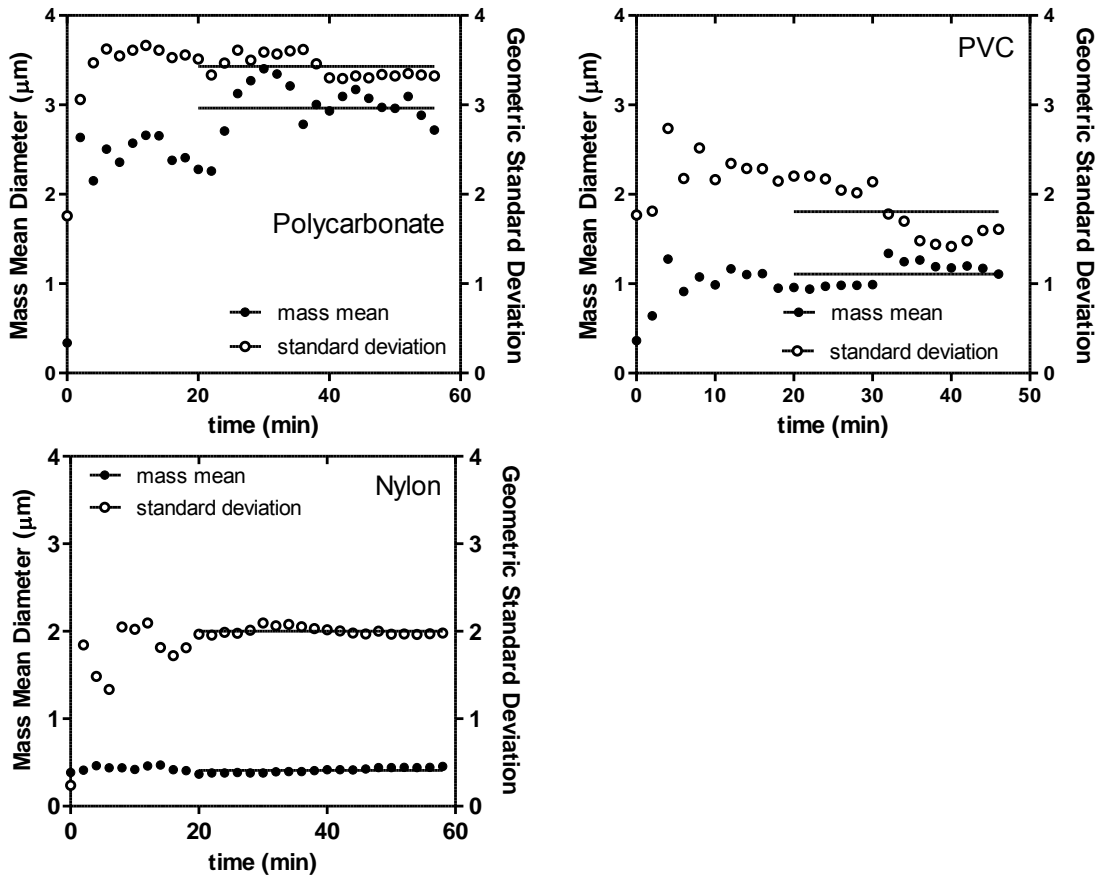 Polycarbonate
Mass Mean Diameter (μm)
Geometric Standard Deviation
4
3
2
1
0
4
3
2
1
0
mass mean
standard deviation
0 20 40 60
time (min)
PVC
Mass Mean Diameter (μm)
Geometric Standard Deviation
4
3
2
1
0
4
3
2
1
0
mass mean
standard deviation
0 10 20 30 40 50
time (min)
Nylon
Mass Mean Diameter (μm)
Geometric Standard Deviation
4
3
2
1
0
4
3
2
1
0
mass mean
standard deviation
0 20 40 60
time (min)